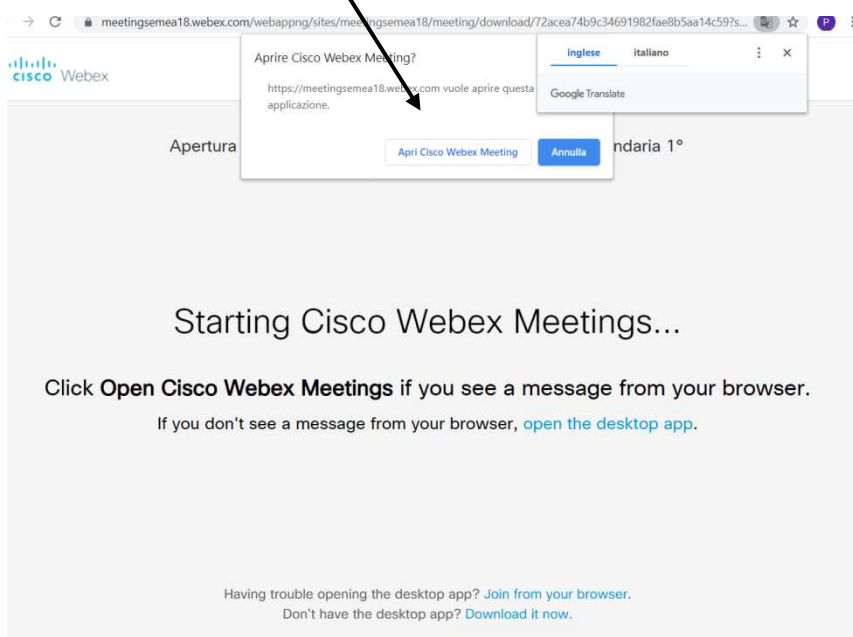 meetingsemea18.webex.com/webappng/sites/meetingsemea18/meeting/download/72acea74b9c34691982fae8b5aa14c59?s...
P
cisco Webex
Aprire Cisco Webex Meeting?
https://meetingsemea18.webex.com vuole aprire questa
applicazione.
Apri Cisco Webex Meeting
Annulla
inglese italiano
Google Translate
Apertura
ndaria 1°
Starting Cisco Webex Meetings...
Click Open Cisco Webex Meetings if you see a message from your browser.
If you don't see a message from your browser, open the desktop app.
Having trouble opening the desktop app? Join from your browser.
Don't have the desktop app? Download it now.